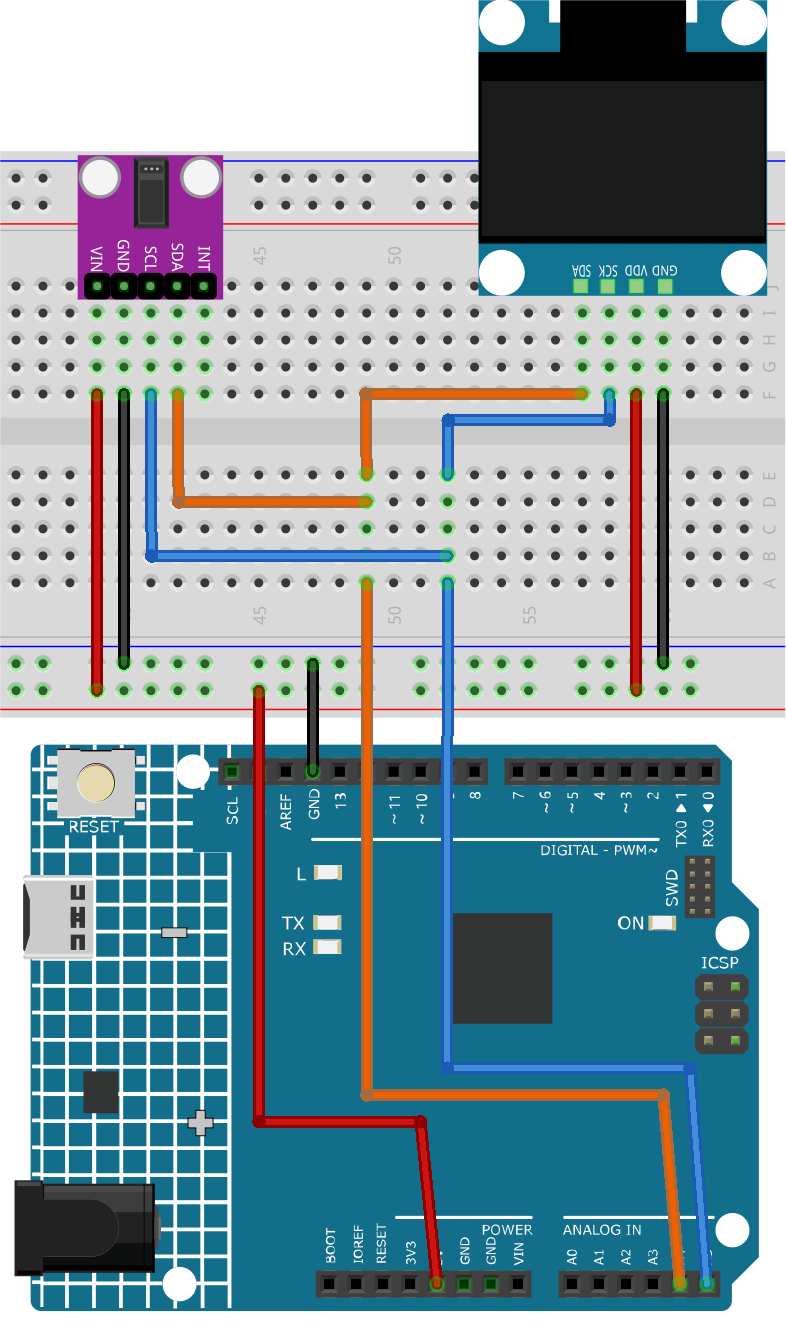 VIN
GND
SCL
SDA
INT
45
50
SDA
SCK
VDD
GND
J
I
H
G
F
E
D
C
B
A
45
50
55
RESET
SCL
AREF
GND
13
~11
~10
8
7
~6
~5
4
~3
2
TX0▶1
RX0◀0
DIGITAL - PWM~
L
TX
RX
ON
SWD
ICSP
BOOT
IOREF
RESET
3V3
GND
GND
VIN
POWER
ANALOG IN
A0
A1
A2
A3